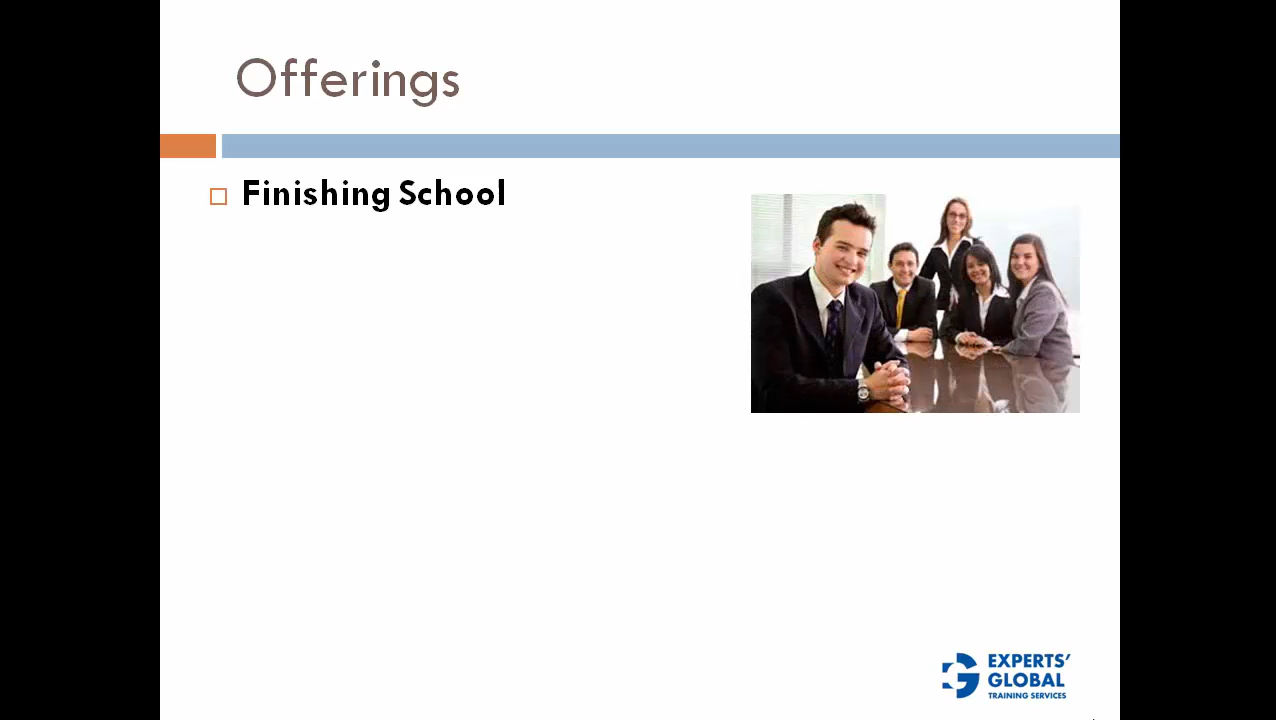 Offerings
Finishing School
EXPERTS'
GLOBAL
TRAINING SERVICES